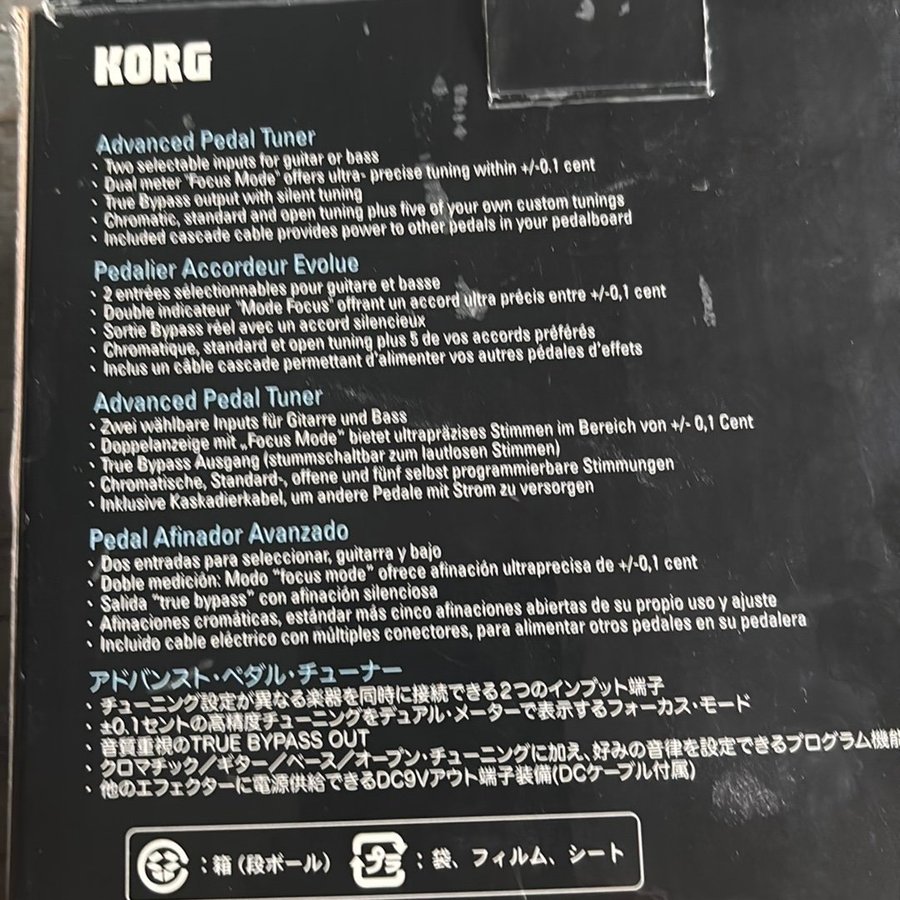 KORG
Advanced Pedal Tuner
· Two selectable inputs for guitar or bass
· Dual meter "Focus Mode" offers ultra- precise tuning within +/-0.1 cent
· True Bypass output with silent tuning
· Chromatic, standard and open tuning plus five of your own custom tunings
· Included cascade cable provides power to other pedals in your pedalboard
Pedalier Accordeur Evolue
· 2 entrées sélectionnables pour guitare et basse
· Double indicateur "Mode Focus" offrant un accord ultra précis entre +/-0,1 cent
· Sortie Bypass réel avec un accord silencieux
· Chromatique, standard et open tuning plus 5 de vos accords préférés
· Inclus un câble cascade permettant d'alimenter vos autres pédales d'effets
Advanced Pedal Tuner
· Zwei wählbare Inputs für Gitarre und Bass
· Doppelanzeige mit „Focus Mode" bietet ultrapräzises Stimmen im Bereich von +/- 0,1 Cent
· True Bypass Ausgang (stummschaltbar zum lautlosen Stimmen)
· Chromatische, Standard-, offene und fünf selbst programmierbare Stimmungen
· Inklusive Kaskadierkabel, um andere Pedale mit Strom zu versorgen
Pedal Afinador Avanzado
· Dos entradas para seleccionar, guitarra y bajo
· Doble medición: Modo "focus mode" ofrece afinación ultraprecisa de +/-0,1 cent
· Salida "true bypass" con afinación silenciosa
· Afinaciones cromáticas, estándar más cinco afinaciones abiertas de su propio uso y ajuste
· Incluido cable eléctrico con múltiples conectores, para alimentar otros pedales en su pedalera
アドバンスト・ペダル・チューナー
· チューニング設定が異なる楽器を同時に接続できる2つのインプット端子
· ±0.1セントの高精度チューニングをデュアル・メーターで表示するフォーカス・モード
· 音質重視のTRUE BYPASS OUT
· クロマチック／ギター／ベース／オープン・チューニングに加え、好みの音律を設定できるプログラム機能
· 他のエフェクターに電源供給できるDC9Vアウト端子装備(DCケーブル付属)
：箱（段ボール） プラ ：袋、フィルム、シート